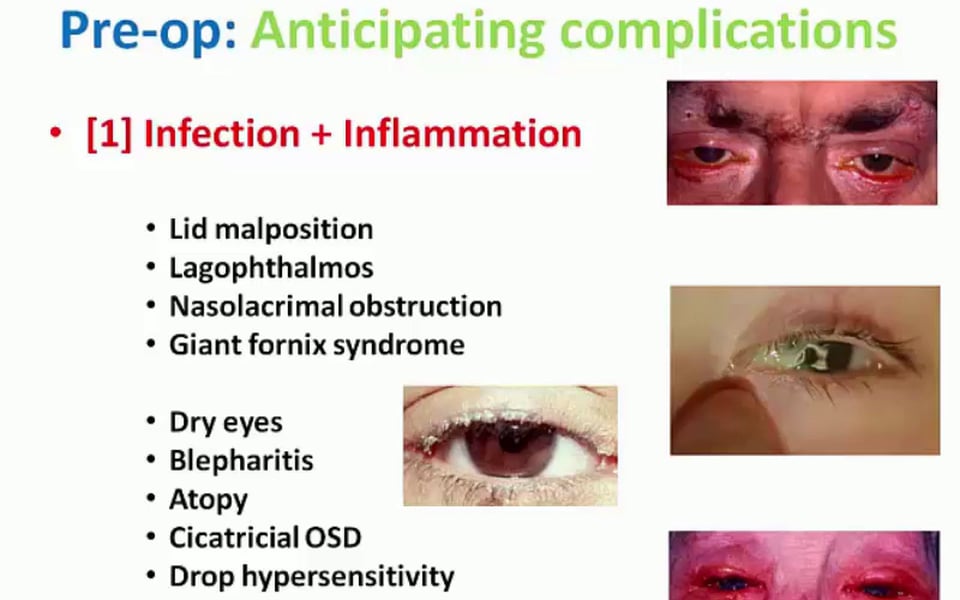 Pre-op: Anticipating complications
• [1] Infection + Inflammation
• Lid malposition
• Lagophthalmos
• Nasolacrimal obstruction
• Giant fornix syndrome
• Dry eyes
• Blepharitis
• Atopy
• Cicatricial OSD
• Drop hypersensitivity